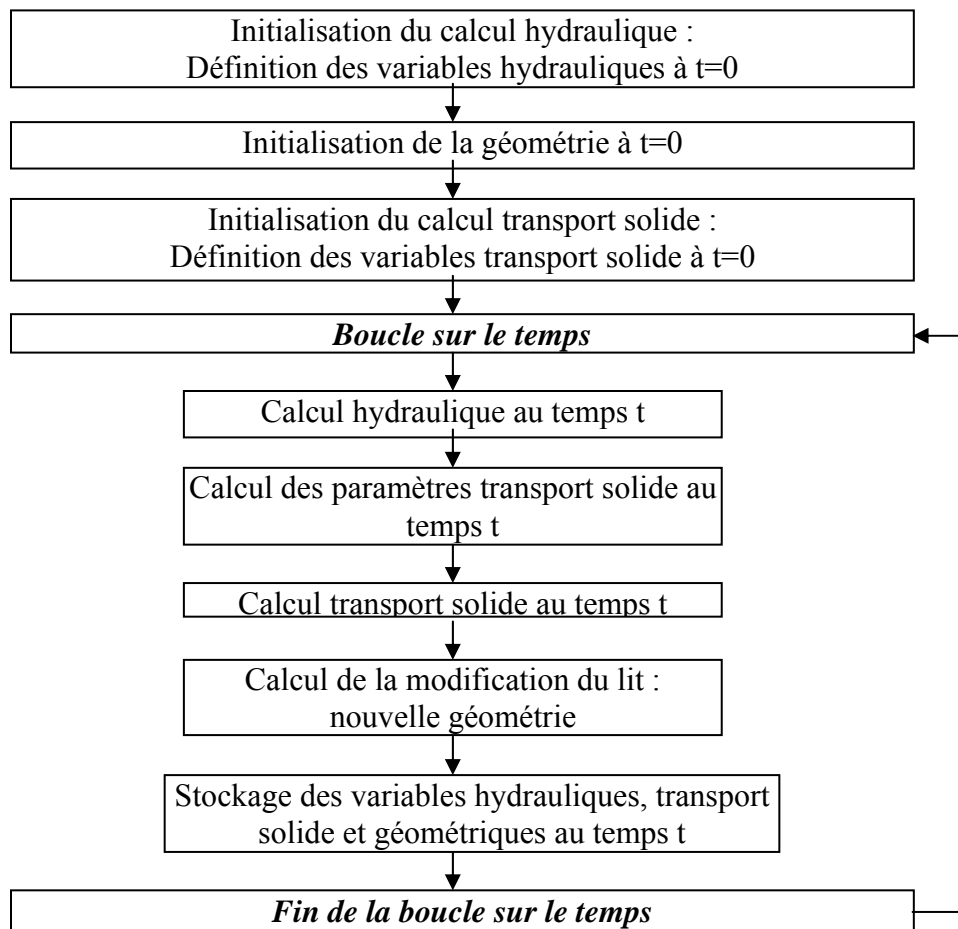 Initialisation du calcul hydraulique :
Définition des variables hydrauliques à t=0
Initialisation de la géométrie à t=0
Initialisation du calcul transport solide :
Définition des variables transport solide à t=0
Boucle sur le temps
Calcul hydraulique au temps t
Calcul des paramètres transport solide au
temps t
Calcul transport solide au temps t
Calcul de la modification du lit :
nouvelle géométrie
Stockage des variables hydrauliques, transport
solide et géométriques au temps t
Fin de la boucle sur le temps